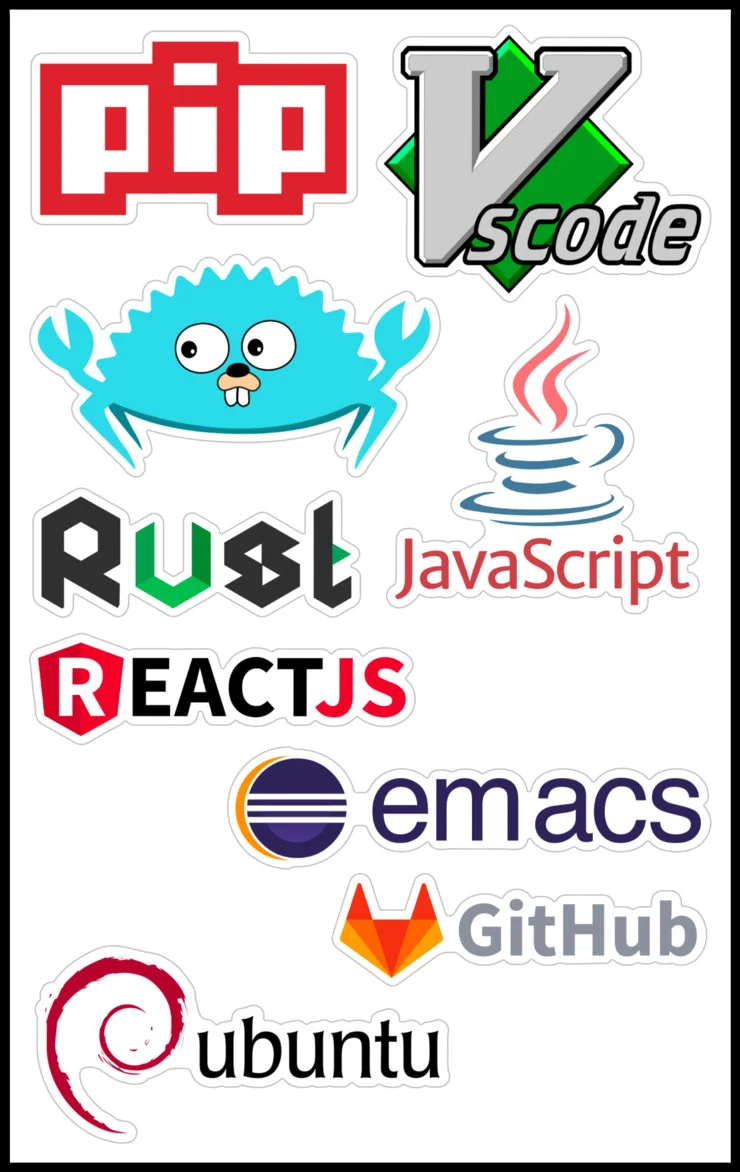 pip
Vscode
Rust
JavaScript
REACTJS
emacs
GitHub
ubuntu